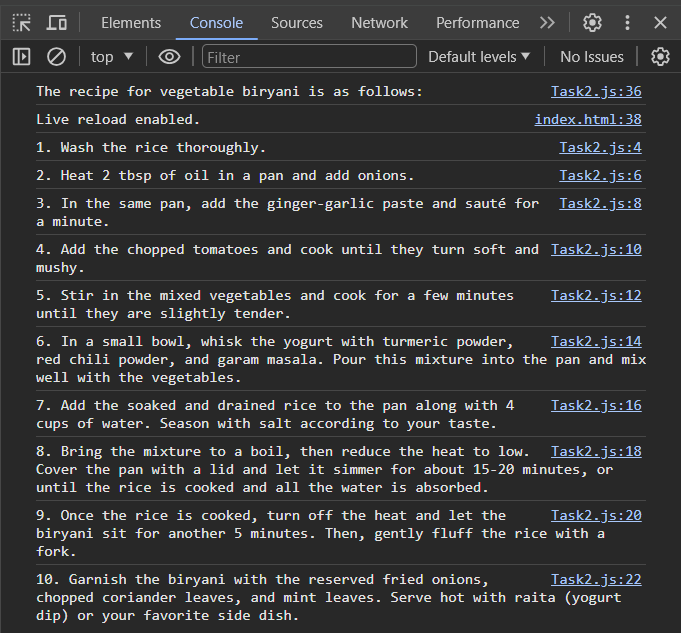 Elements Console Sources Network Performance
top Filter Default levels No Issues
The recipe for vegetable biryani is as follows: Task2.js:36
Live reload enabled. index.html:38
1. Wash the rice thoroughly. Task2.js:4
2. Heat 2 tbsp of oil in a pan and add onions. Task2.js:6
3. In the same pan, add the ginger-garlic paste and sauté for Task2.js:8
a minute.
4. Add the chopped tomatoes and cook until they turn soft and Task2.js:10
mushy.
5. Stir in the mixed vegetables and cook for a few minutes Task2.js:12
until they are slightly tender.
6. In a small bowl, whisk the yogurt with turmeric powder, Task2.js:14
red chili powder, and garam masala. Pour this mixture into the pan and mix
well with the vegetables.
7. Add the soaked and drained rice to the pan along with 4 Task2.js:16
cups of water. Season with salt according to your taste.
8. Bring the mixture to a boil, then reduce the heat to low. Task2.js:18
Cover the pan with a lid and let it simmer for about 15-20 minutes, or
until the rice is cooked and all the water is absorbed.
9. Once the rice is cooked, turn off the heat and let the Task2.js:20
biryani sit for another 5 minutes. Then, gently fluff the rice with a
fork.
10. Garnish the biryani with the reserved fried onions, Task2.js:22
chopped coriander leaves, and mint leaves. Serve hot with raita (yogurt
dip) or your favorite side dish.